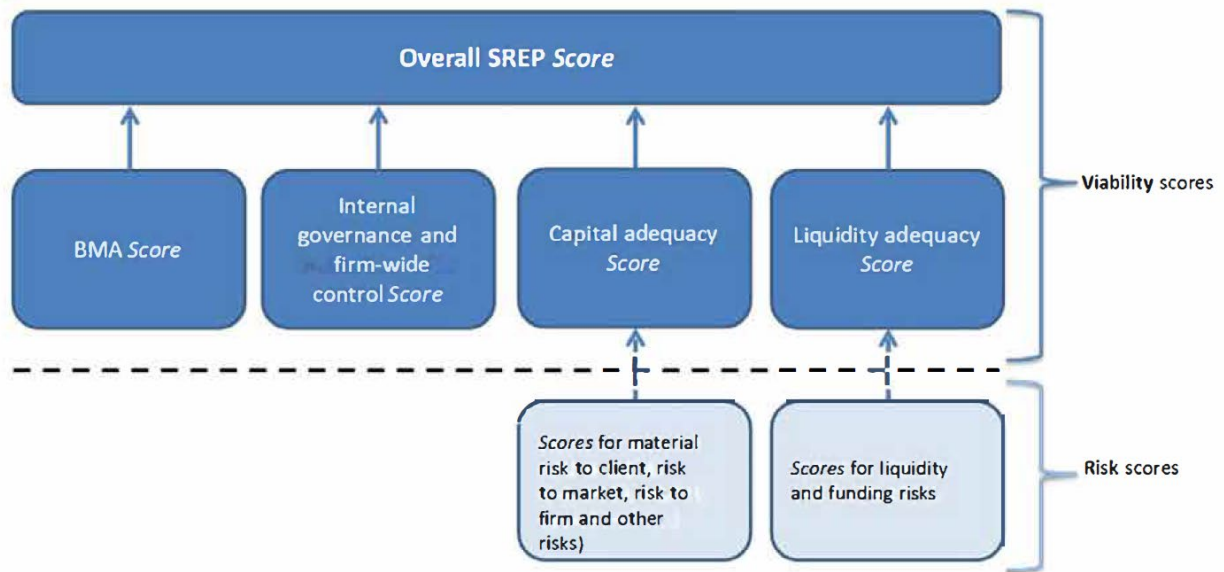 Overall SREP Score
BMA Score
Internal
governance and
firm-wide
control Score
Capital adequacy
Score
Liquidity adequacy
Score
Viability scores
Scores for material
risk to client, risk
to market, risk to
firm and other
risks)
Scores for liquidity
and funding risks
Risk scores